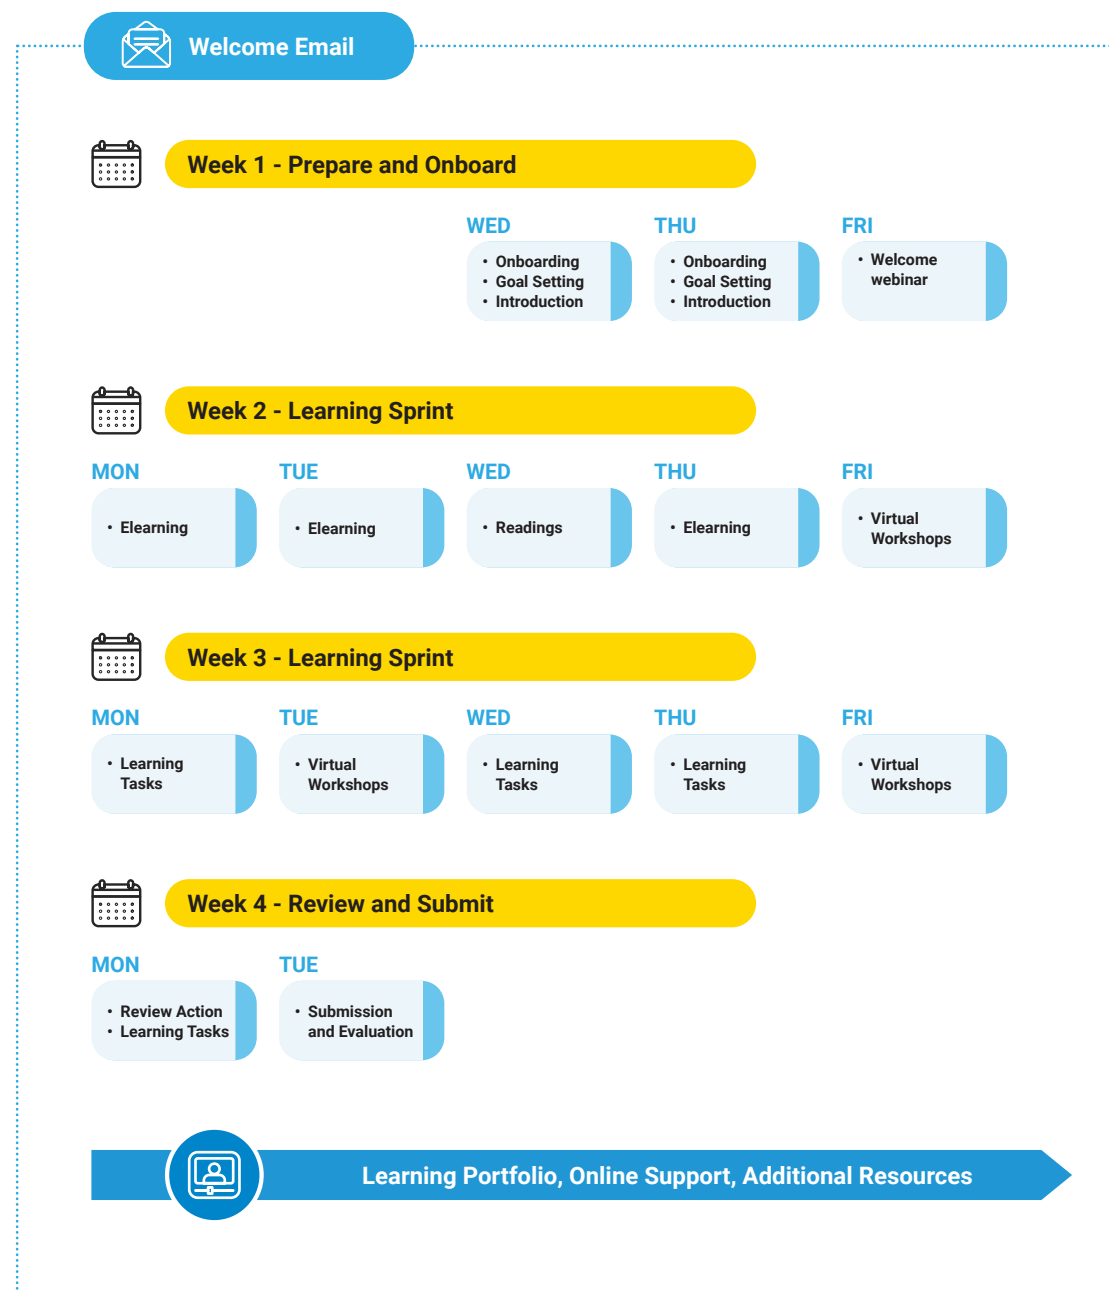 Welcome Email
Week 1 - Prepare and Onboard
WED
• Onboarding
• Goal Setting
• Introduction
THU
• Onboarding
• Goal Setting
• Introduction
FRI
• Welcome
webinar
Week 2 - Learning Sprint
MON
• Elearning
TUE
• Elearning
WED
• Readings
THU
• Elearning
FRI
• Virtual
Workshops
Week 3 - Learning Sprint
MON
• Learning
Tasks
TUE
• Virtual
Workshops
WED
• Learning
Tasks
THU
• Learning
Tasks
FRI
• Virtual
Workshops
Week 4 - Review and Submit
MON
• Review Action
• Learning Tasks
TUE
• Submission
and Evaluation
Learning Portfolio, Online Support, Additional Resources